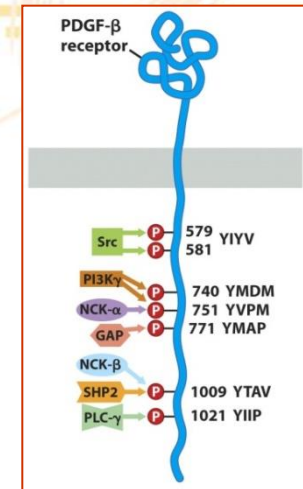 PDGF-β
receptor
Src
P 579 YIYV
P 581
PI3Kγ
P 740 YMDM
NCK-α
P 751 YVPM
GAP
P 771 YMAP
NCK-β
SHP2
P 1009 YTAV
PLC-γ
P 1021 YIIP